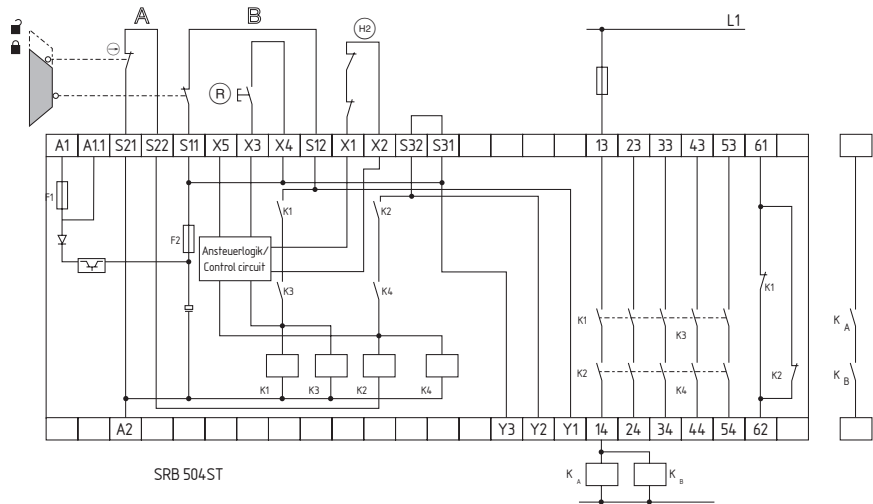 A B H2 L1
R
A1 A1.1 S21 S22 S11 X5 X3 X4 S12 X1 X2 S32 S31 13 23 33 43 53 61
F1
K1 K2
F2
Ansteuerlogik/
Control circuit
K3 K4
K1
K1 K3
K A
K2 K4 K2
K B
K1 K3 K2 K4
A2 Y3 Y2 Y1 14 24 34 44 54 62
SRB 504ST
K A K B